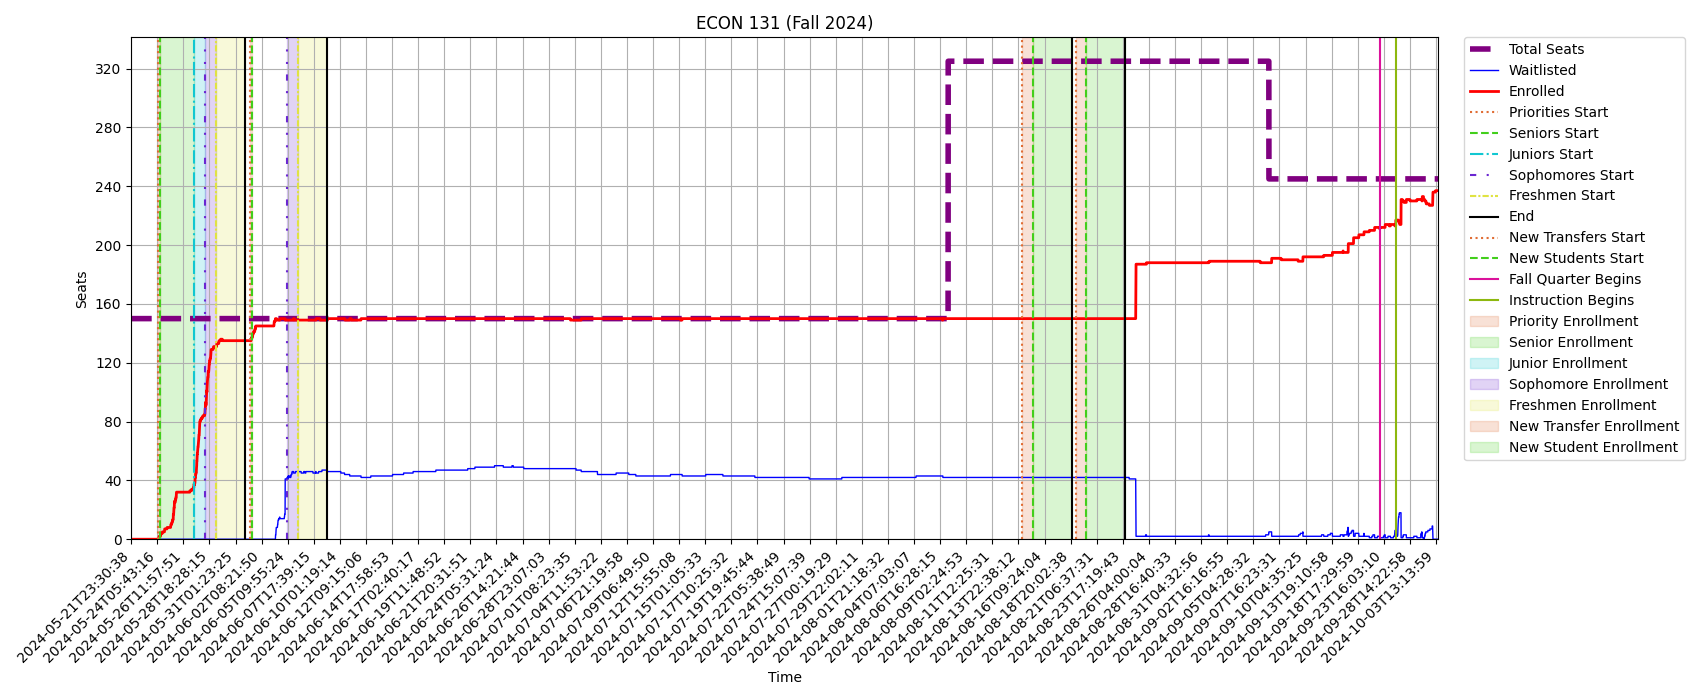 ECON 131 (Fall 2024)
Seats
320
280
240
200
160
120
80
40
0
2024-05-21T23:30:38
2024-05-24T05:43:16
2024-05-26T11:57:51
2024-05-28T18:28:15
2024-05-31T01:23:25
2024-06-02T08:21:50
2024-06-05T09:55:24
2024-06-07T17:39:15
2024-06-10T01:19:14
2024-06-12T09:15:06
2024-06-14T17:58:53
2024-06-17T02:40:17
2024-06-19T11:48:52
2024-06-21T20:31:51
2024-06-24T05:31:24
2024-06-26T14:21:44
2024-06-28T23:07:03
2024-07-01T08:23:35
2024-07-04T11:53:22
2024-07-06T21:19:58
2024-07-09T06:49:50
2024-07-12T15:55:08
2024-07-15T01:05:33
2024-07-17T10:25:32
2024-07-19T19:45:44
2024-07-22T05:38:49
2024-07-24T15:07:39
2024-07-27T00:19:29
2024-07-29T22:02:11
2024-08-01T21:18:32
2024-08-04T07:03:07
2024-08-06T16:28:15
2024-08-09T02:24:53
2024-08-11T12:25:31
2024-08-13T22:38:12
2024-08-16T09:24:04
2024-08-18T20:02:38
2024-08-21T06:37:31
2024-08-23T17:19:43
2024-08-26T04:00:04
2024-08-28T16:40:33
2024-08-31T04:32:56
2024-09-02T16:16:55
2024-09-05T04:28:32
2024-09-07T16:23:31
2024-09-10T04:35:25
2024-09-13T19:10:58
2024-09-18T17:29:59
2024-09-23T16:03:10
2024-09-28T14:22:58
2024-10-03T13:13:59
Time
Total Seats
Waitlisted
Enrolled
Priorities Start
Seniors Start
Juniors Start
Sophomores Start
Freshmen Start
End
New Transfers Start
New Students Start
Fall Quarter Begins
Instruction Begins
Priority Enrollment
Senior Enrollment
Junior Enrollment
Sophomore Enrollment
Freshmen Enrollment
New Transfer Enrollment
New Student Enrollment